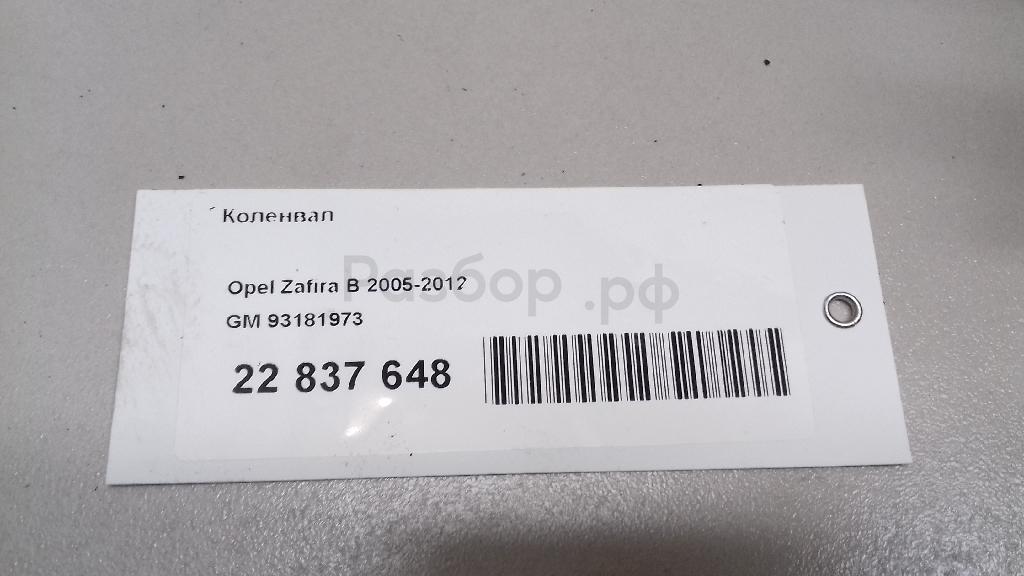 Коленвал
Разбор.рф
Opel Zafira B 2005-2012
GM 93181973
22 837 648